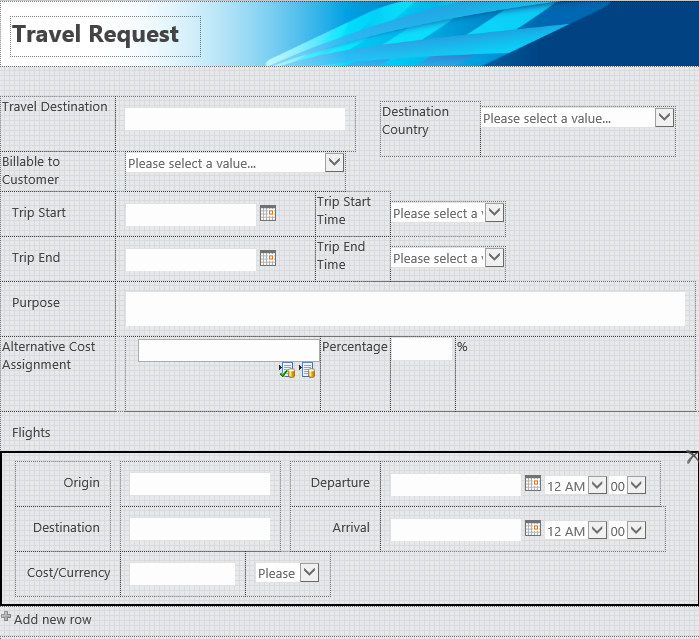 Travel Request
Travel Destination
Destination
Country
Please select a value...
Billable to
Customer
Please select a value...
Trip Start
Trip Start
Time
Please select a
Trip End
Trip End
Time
Please select a
Purpose
Alternative Cost
Assignment
Percentage
%
Flights
Origin
Departure
12 AM
00
Destination
Arrival
12 AM
00
Cost/Currency
Please
Add new row